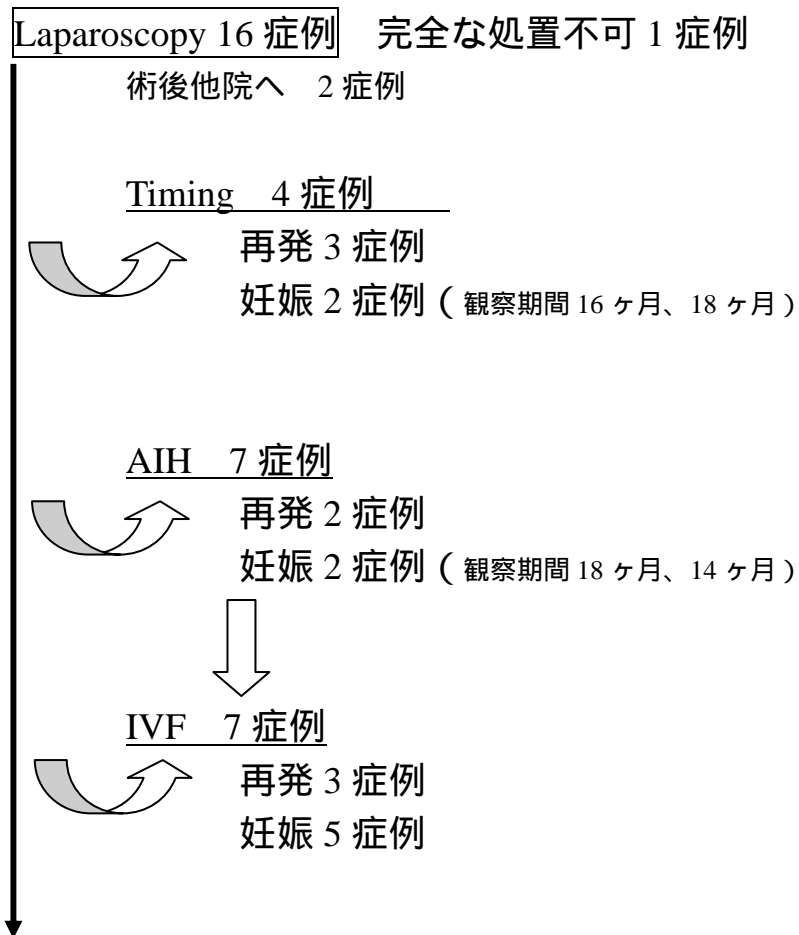 Laparoscopy 16 症例　完全な処置不可 1 症例
術後他院へ　2 症例
Timing　4 症例
再発 3 症例
妊娠 2 症例（観察期間 16 ヶ月、18 ヶ月）
AIH　7 症例
再発 2 症例
妊娠 2 症例（観察期間 18 ヶ月、14 ヶ月）
IVF　7 症例
再発 3 症例
妊娠 5 症例